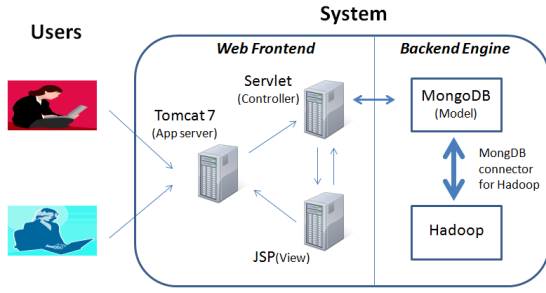 System
Users
Web Frontend
Backend Engine
Servlet
(Controller)
Tomcat 7
(App server)
MongoDB
(Model)
MongDB
connector
for Hadoop
Hadoop
JSP(View)